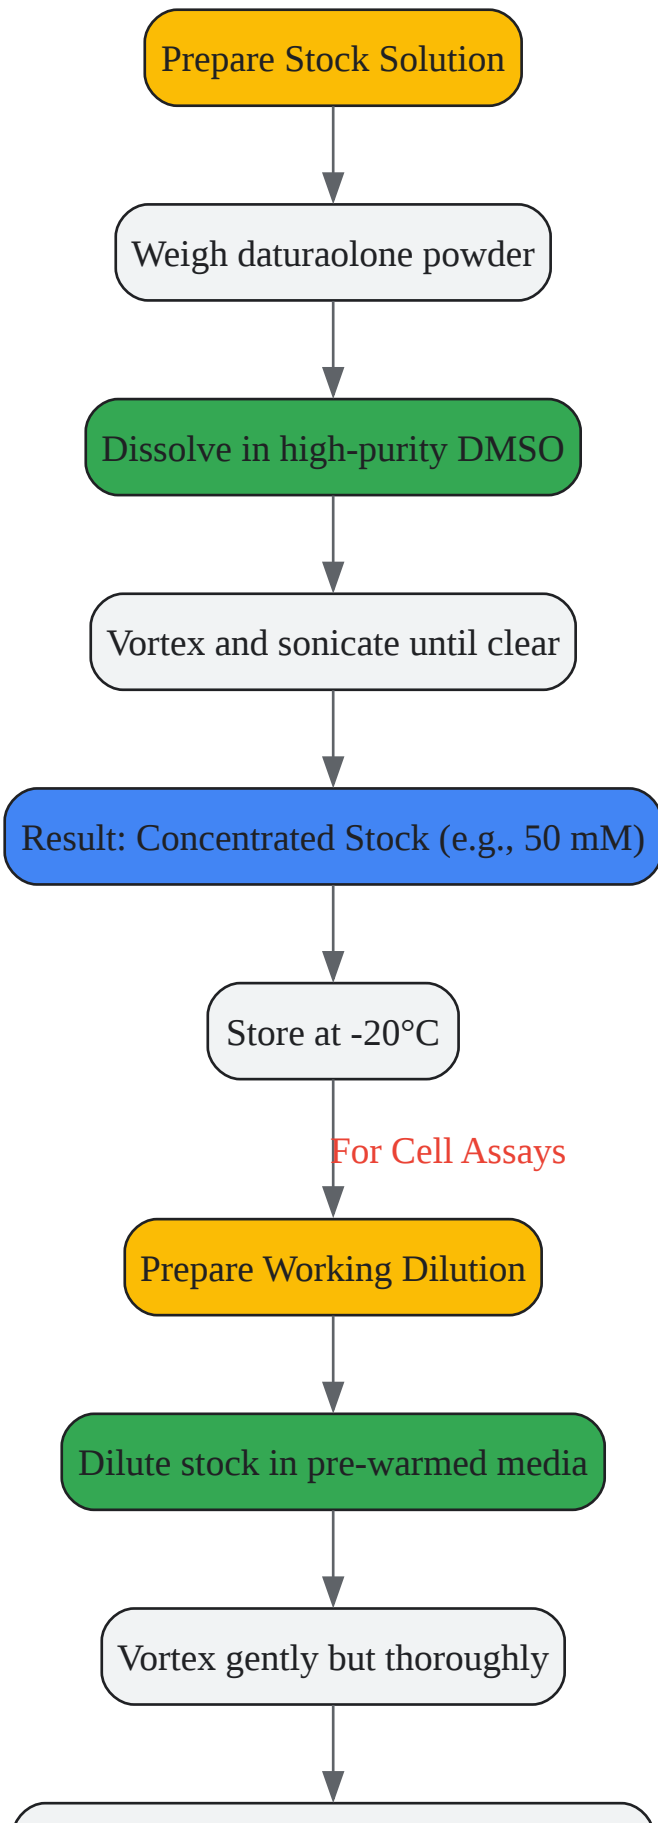 Prepare Stock Solution
Weigh daturaolone powder
Dissolve in high-purity DMSO
Vortex and sonicate until clear
Result: Concentrated Stock (e.g., 50 mM)
Store at -20°C
For Cell Assays
Prepare Working Dilution
Dilute stock in pre-warmed media
Vortex gently but thoroughly